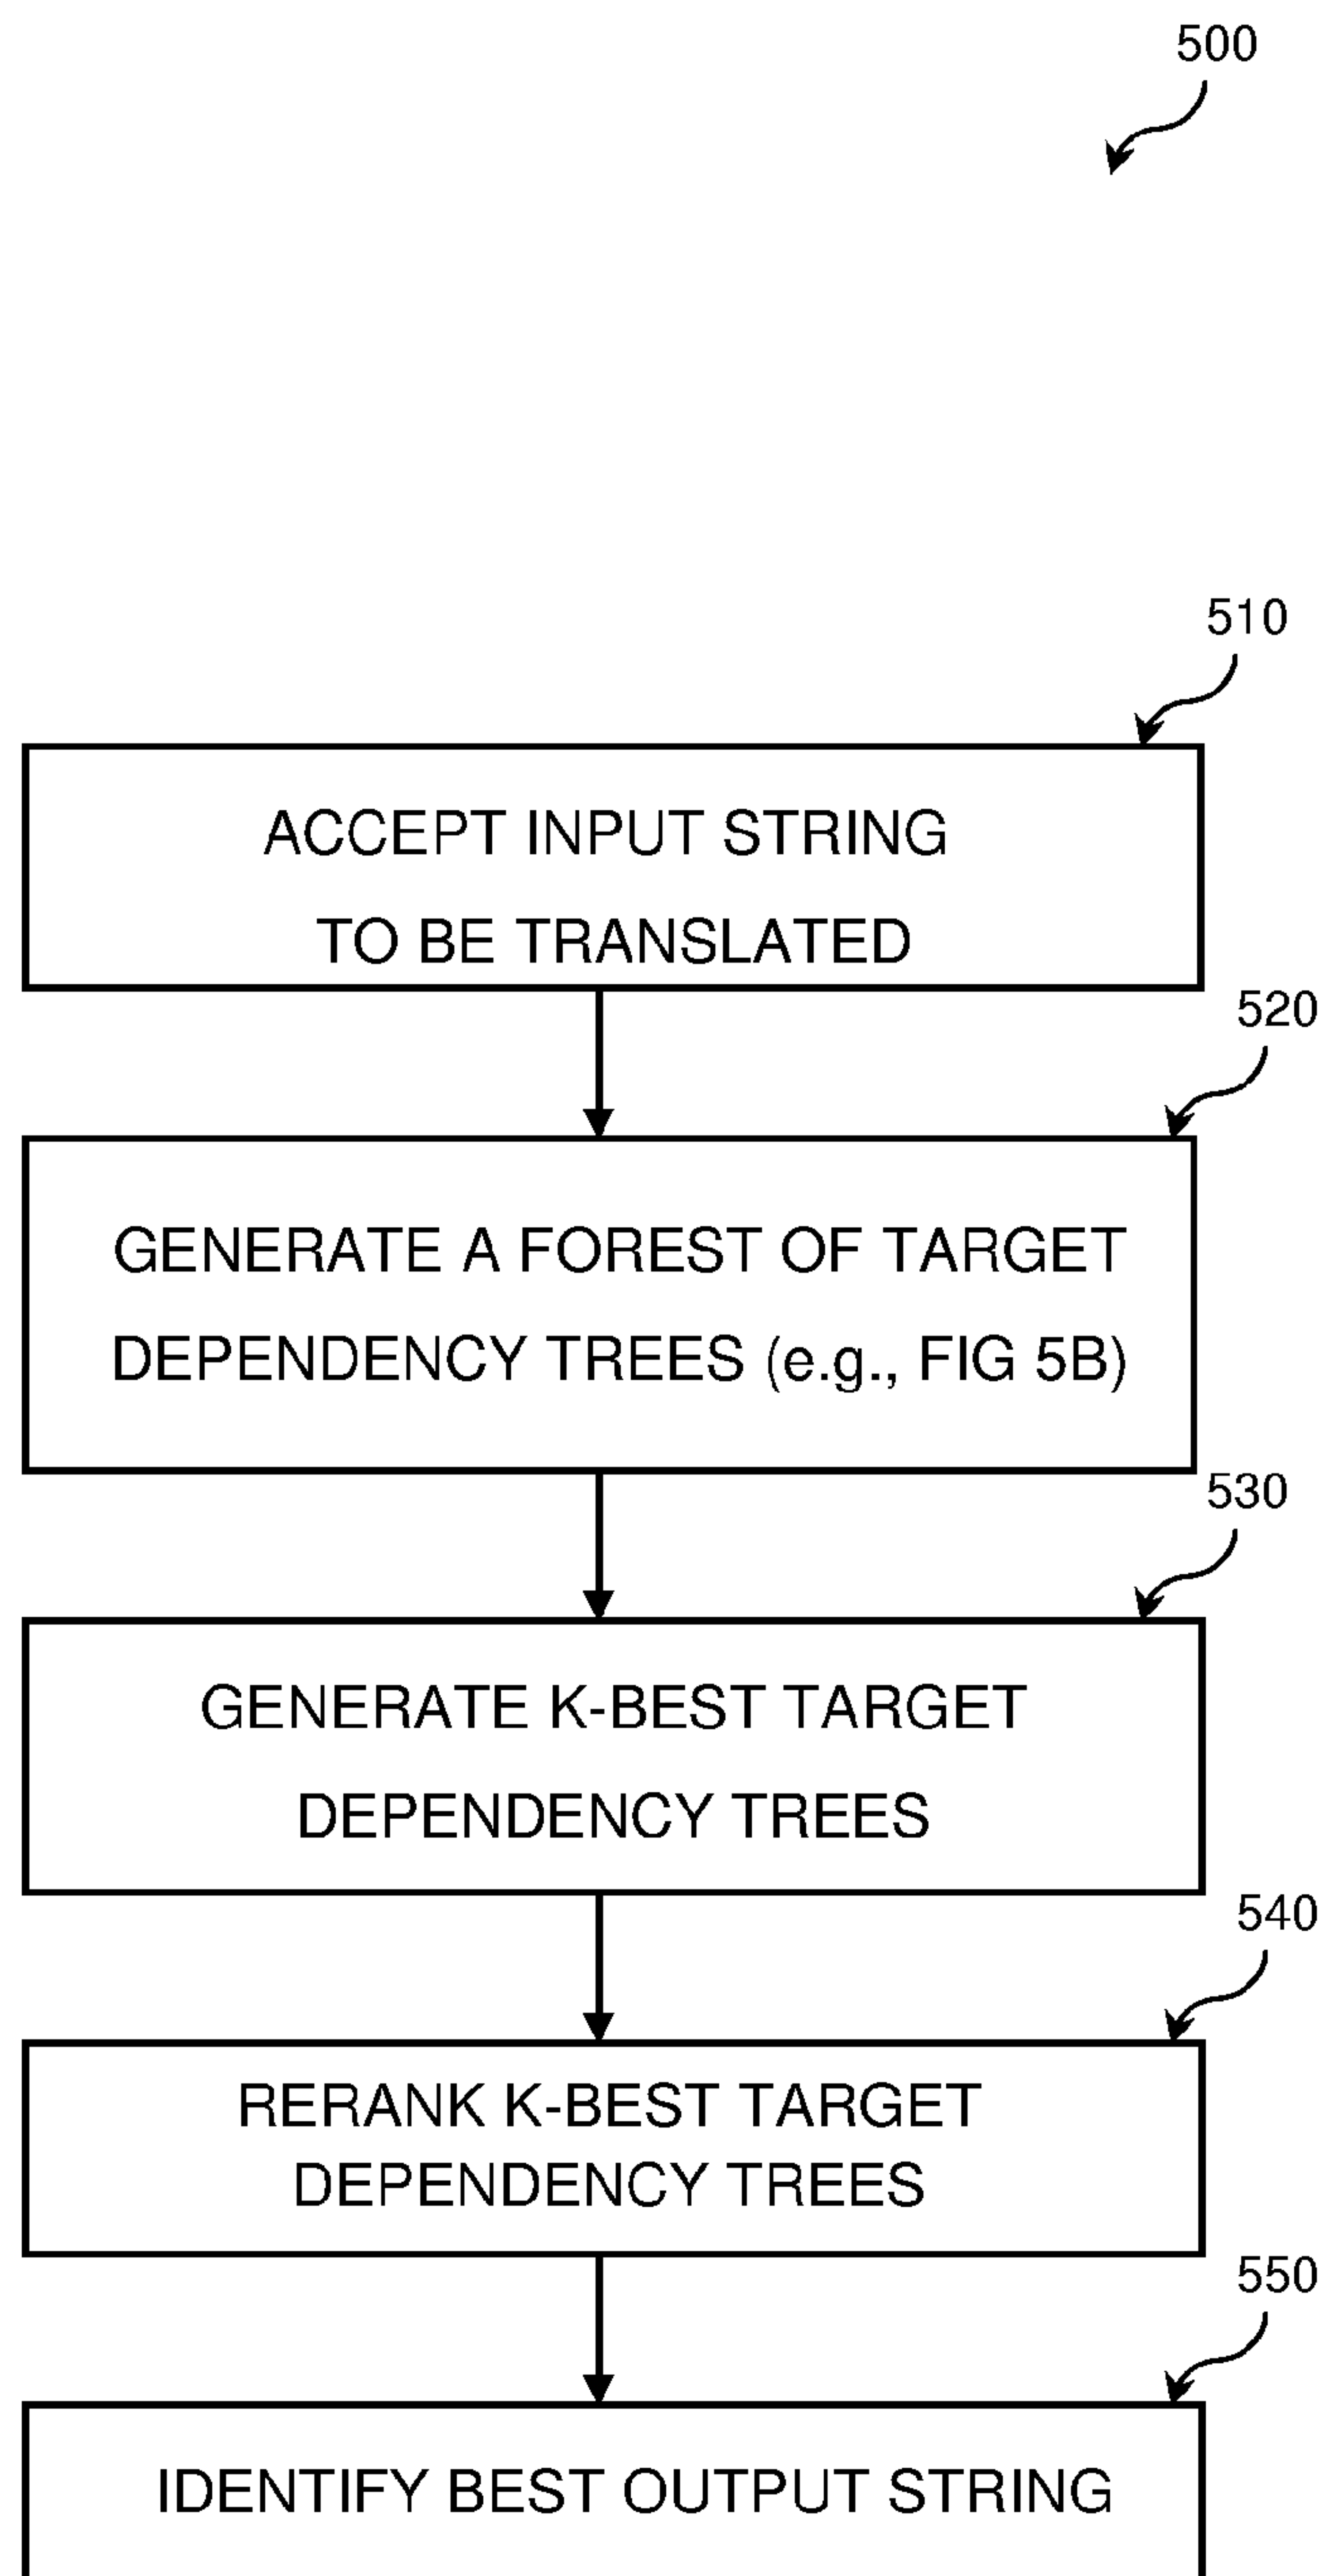 500
510
ACCEPT INPUT STRING
TO BE TRANSLATED
520
GENERATE A FOREST OF TARGET
DEPENDENCY TREES (e.g., FIG 5B)
530
GENERATE K-BEST TARGET
DEPENDENCY TREES
540
RERANK K-BEST TARGET
DEPENDENCY TREES
550
IDENTIFY BEST OUTPUT STRING